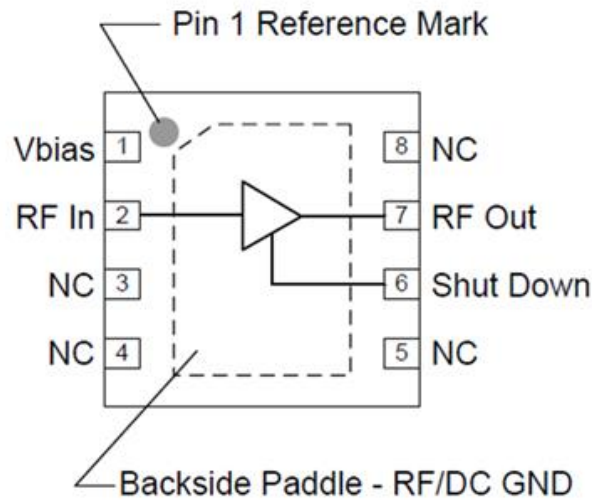 Pin 1 Reference Mark
Vbias 1 8 NC
RF In 2 7 RF Out
NC 3 6 Shut Down
NC 4 5 NC
Backside Paddle - RF/DC GND